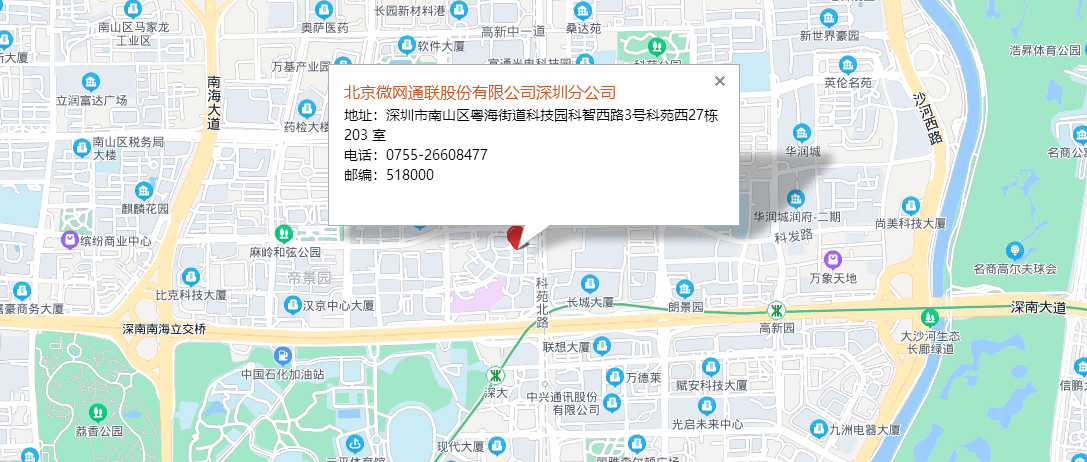 南山区马家龙
工业区
奥萨医药
长园新材料港
高新中一道
桑达苑
新世界豪园
软件大厦
浩昇体育公园
万基产业园
立润富达广场
南海大道
英伦名苑
沙河西路
药检大楼
南山区税务局
大楼
华润城
北京微网通联股份有限公司深圳分公司
地址：深圳市南山区粤海街道科技园科智西路3号科苑西27栋
203 室
电话：0755-26608477
邮编：518000
麒麟花园
华润城润府-二期
尚美科技大厦
缤纷商业中心
麻岭和弦公园
科发路
名商高尔夫球会
帝景园
万象天地
比克科技大厦
汉京中心大厦
科苑北路
长城大厦
朗景园
嘉豪商务大厦
深南大道
深南南海立交桥
高新园
大沙河生态
长廊绿道
联想大厦
中国石化加油站
深大
万德莱
赋安科技大厦
中兴通讯股份
有限公司
荔香公园
光启未来中心
九洲电器大厦
现代大厦